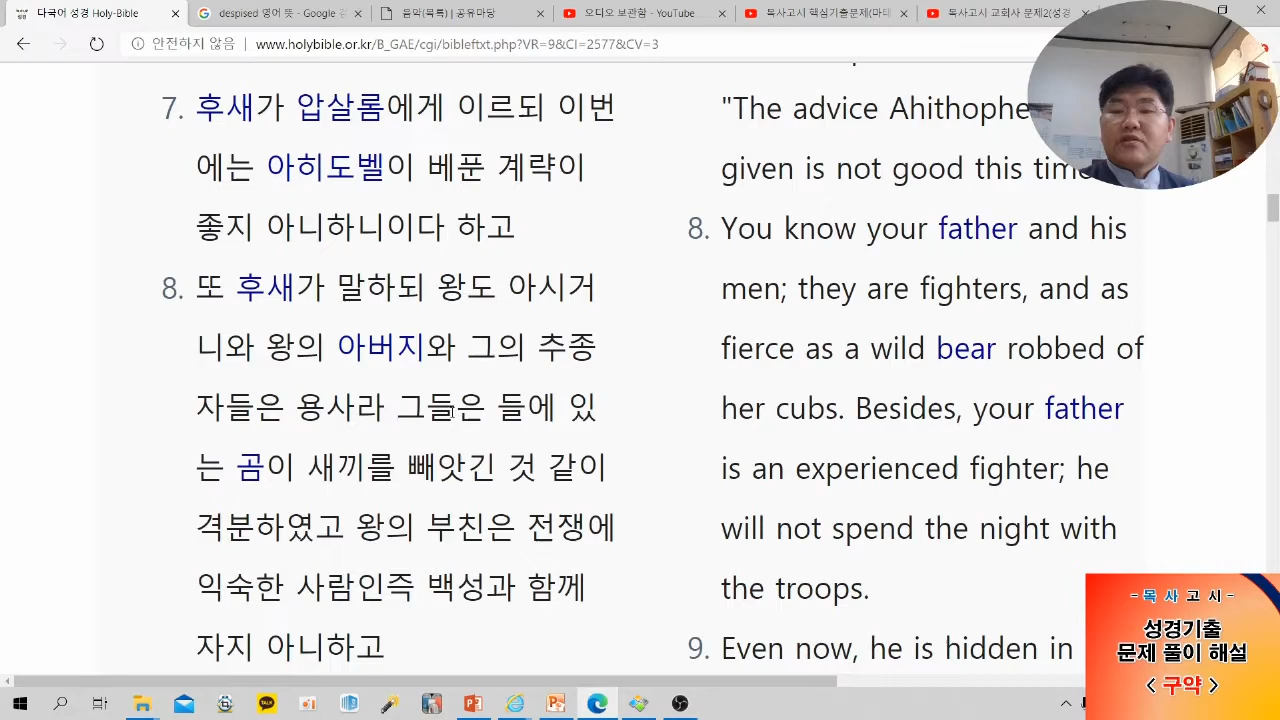 다국어 성경 Holy-Bible
despised 영어 뜻 - Google
음악(목록) | 공유마당
오디오 보관함 - YouTube
목사고시 핵심기출문제(마태
목사고시 교회사 문제2(성경
안전하지 않음
www.holybible.or.kr/B_GAE/cgi/bibleftxt.php?VR=9&CI=2577&CV=3
7. 후새가 압살롬에게 이르되 이번
에는 아히도벨이 베푼 계략이
좋지 아니하니이다 하고
8. 또 후새가 말하되 왕도 아시거
니와 왕의 아버지와 그의 추종
자들은 용사라 그들은 들에 있
는 곰이 새끼를 빼앗긴 것 같이
격분하였고 왕의 부친은 전쟁에
익숙한 사람인즉 백성과 함께
자지 아니하고
"The advice Ahithophe
given is not good this time
8. You know your father and his
men; they are fighters, and as
fierce as a wild bear robbed of
her cubs. Besides, your father
is an experienced fighter; he
will not spend the night with
the troops.
9. Even now, he is hidden in
- 목 사 고 시 -
성경기출
문제 풀이 해설
< 구약 >
TALK